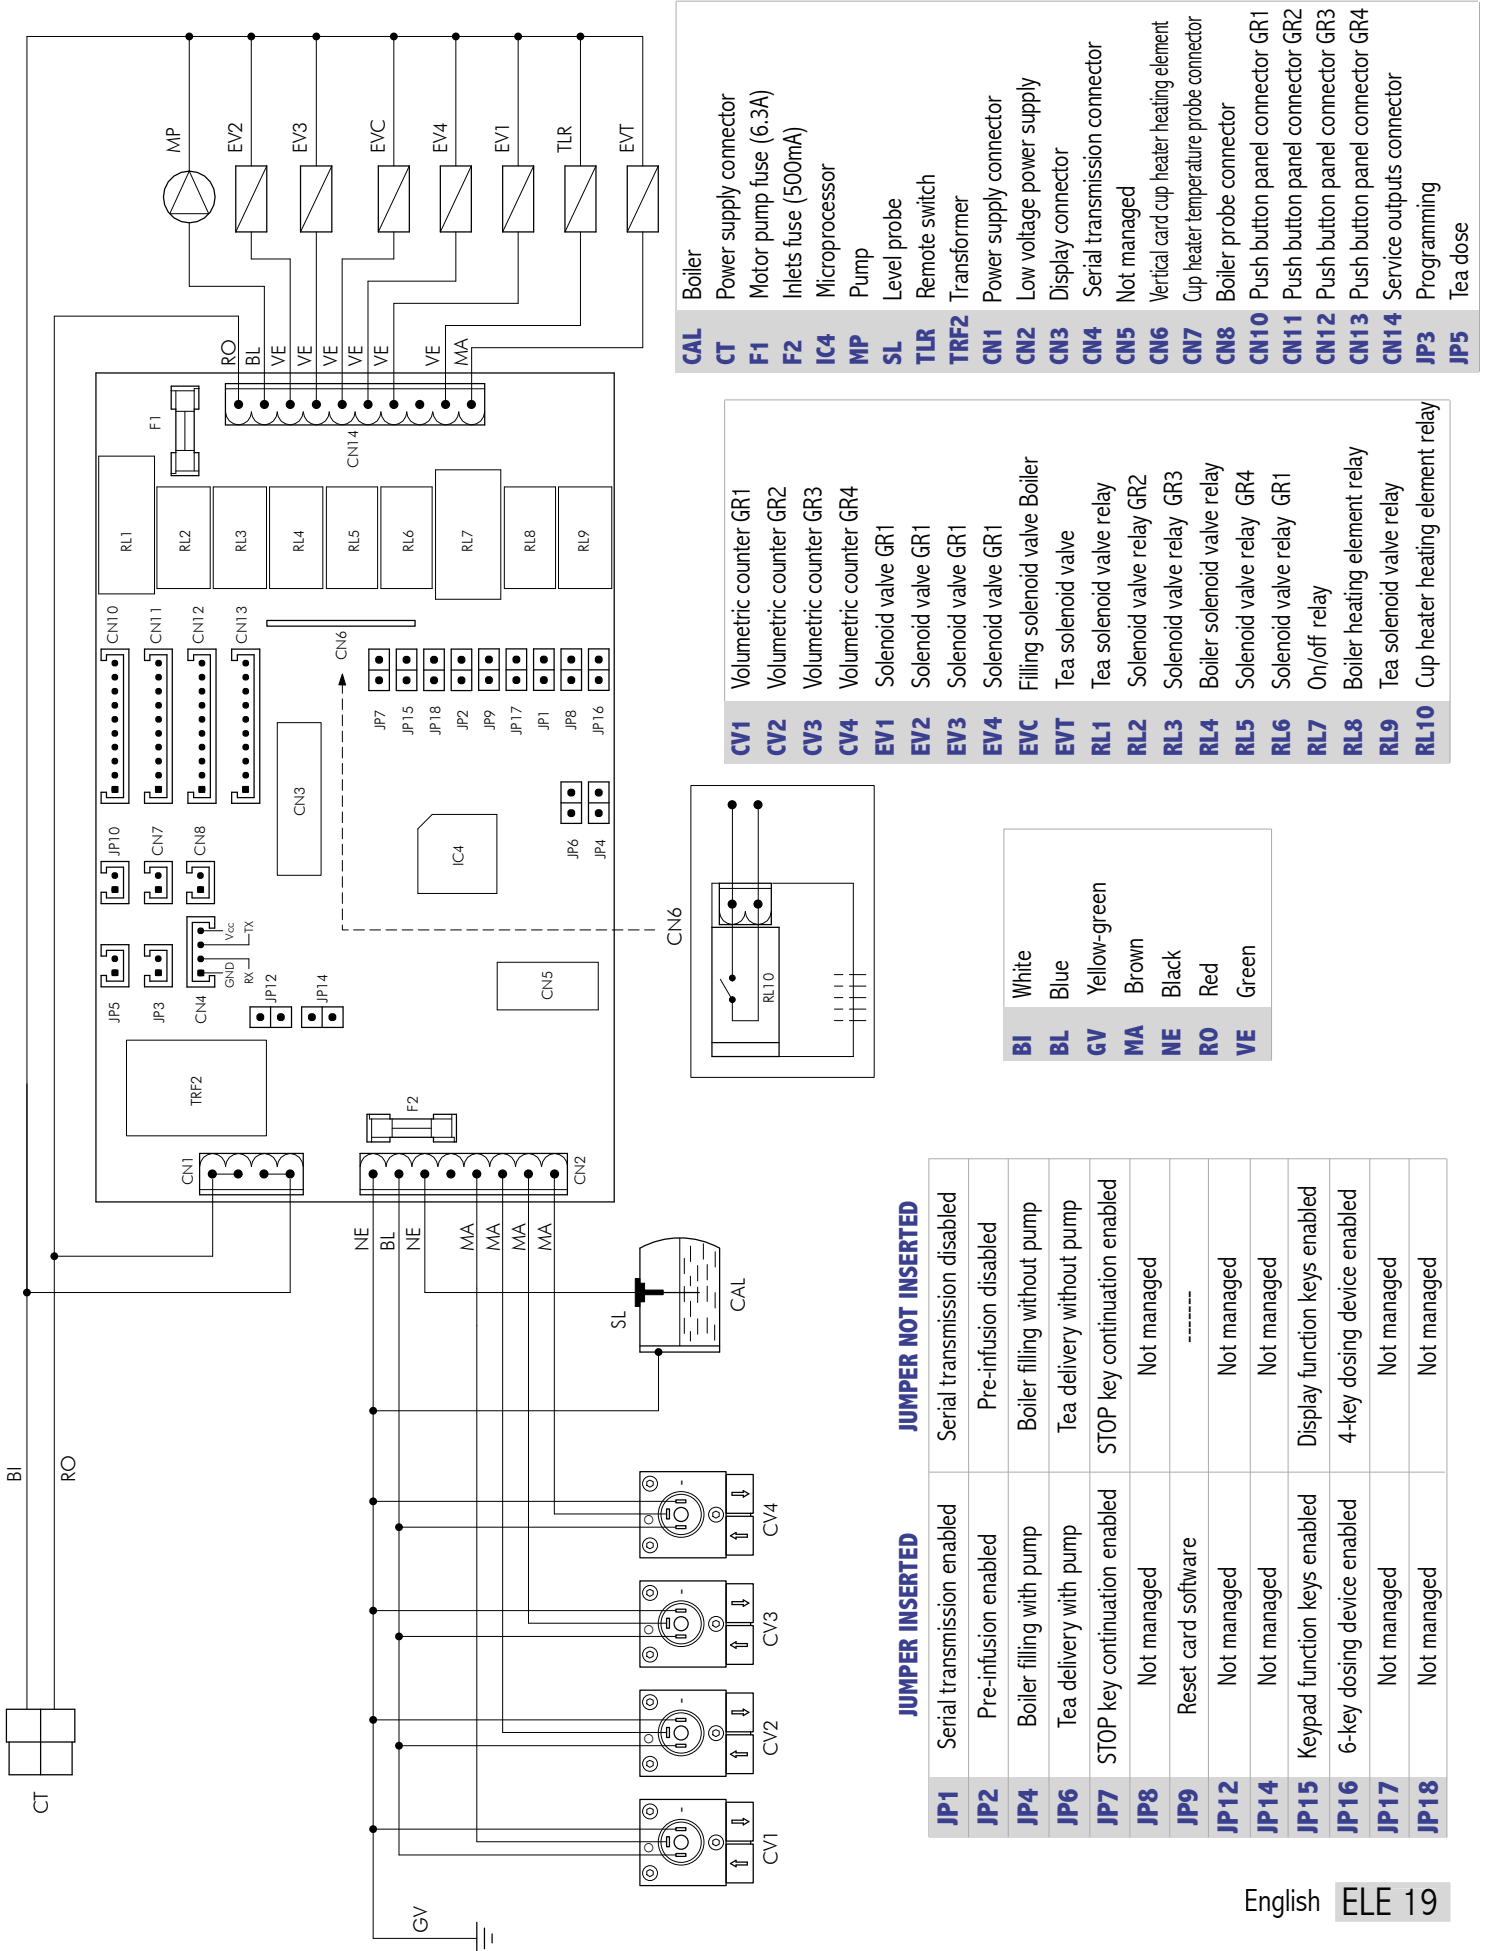 CT
BI
RO
GV
CV1
CV2
CV3
CV4
SL
CAL
NE
BL
NE
MA
MA
MA
MA
CN1
CN2
F2
TRF2
JP5
JP3
CN4
GND
Vcc
RX
TX
JP12
JP14
CN5
JP10
CN7
CN8
CN3
IC4
JP6
JP4
CN10
CN11
CN12
CN13
CN6
JP7
JP15
JP18
JP2
JP9
JP17
JP1
JP8
JP16
RL1
RL2
RL3
RL4
RL5
RL6
RL7
RL8
RL9
F1
CN14
RO
BL
VE
VE
VE
VE
VE
VE
MA
MP
EV2
EV3
EVC
EV4
EV1
TLR
EVT
CN6
RL10
JUMPER INSERTED JUMPER NOT INSERTED
JP1 Serial transmission enabled Serial transmission disabled
JP2 Pre-infusion enabled Pre-infusion disabled
JP4 Boiler filling with pump Boiler filling without pump
JP6 Tea delivery with pump Tea delivery without pump
JP7 STOP key continuation enabled STOP key continuation enabled
JP8 Not managed Not managed
JP9 Reset card software -------
JP12 Not managed Not managed
JP14 Not managed Not managed
JP15 Keypad function keys enabled Display function keys enabled
JP16 6-key dosing device enabled 4-key dosing device enabled
JP17 Not managed Not managed
JP18 Not managed Not managed
BI White
BL Blue
GV Yellow-green
MA Brown
NE Black
RO Red
VE Green
CV1 Volumetric counter GR1
CV2 Volumetric counter GR2
CV3 Volumetric counter GR3
CV4 Volumetric counter GR4
EV1 Solenoid valve GR1
EV2 Solenoid valve GR1
EV3 Solenoid valve GR1
EV4 Solenoid valve GR1
EVC Filling solenoid valve Boiler
EVT Tea solenoid valve
RL1 Tea solenoid valve relay
RL2 Solenoid valve relay GR2
RL3 Solenoid valve relay GR3
RL4 Boiler solenoid valve relay
RL5 Solenoid valve relay GR4
RL6 Solenoid valve relay GR1
RL7 On/off relay
RL8 Boiler heating element relay
RL9 Tea solenoid valve relay
RL10 Cup heater heating element relay
CAL Boiler
CT Power supply connector
F1 Motor pump fuse (6.3A)
F2 Inlets fuse (500mA)
IC4 Microprocessor
MP Pump
SL Level probe
TLR Remote switch
TRF2 Transformer
CN1 Power supply connector
CN2 Low voltage power supply
CN3 Display connector
CN4 Serial transmission connector
CN5 Not managed
CN6 Vertical card cup heater heating element
CN7 Cup heater temperature probe connector
CN8 Boiler probe connector
CN10 Push button panel connector GR1
CN11 Push button panel connector GR2
CN12 Push button panel connector GR3
CN13 Push button panel connector GR4
CN14 Service outputs connector
JP3 Programming
JP5 Tea dose
English ELE 19